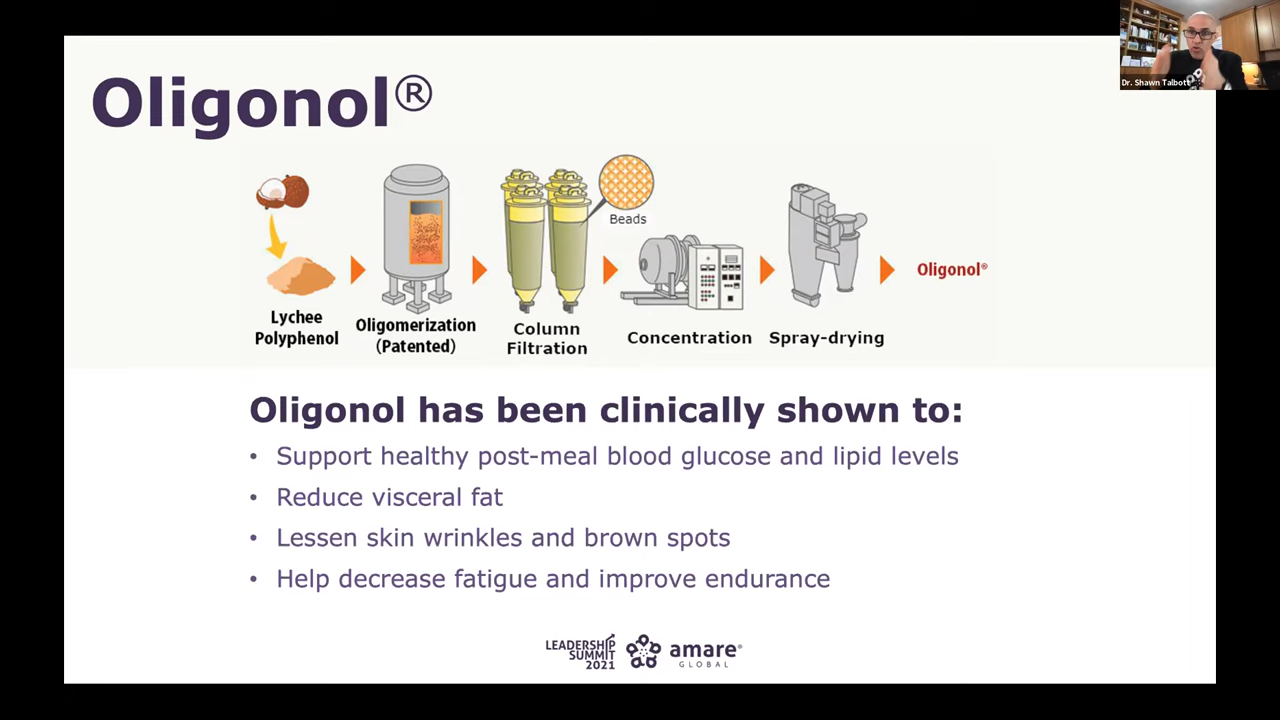 Dr. Shawn Talbott
Oligonol®
Beads
Oligonol®
Lychee
Polyphenol
Oligomerization
(Patented)
Column
Filtration
Concentration
Spray-drying
Oligonol has been clinically shown to:
• Support healthy post-meal blood glucose and lipid levels
• Reduce visceral fat
• Lessen skin wrinkles and brown spots
• Help decrease fatigue and improve endurance
LEADERSHIP
SUMMIT
2021
amare®
GLOBAL